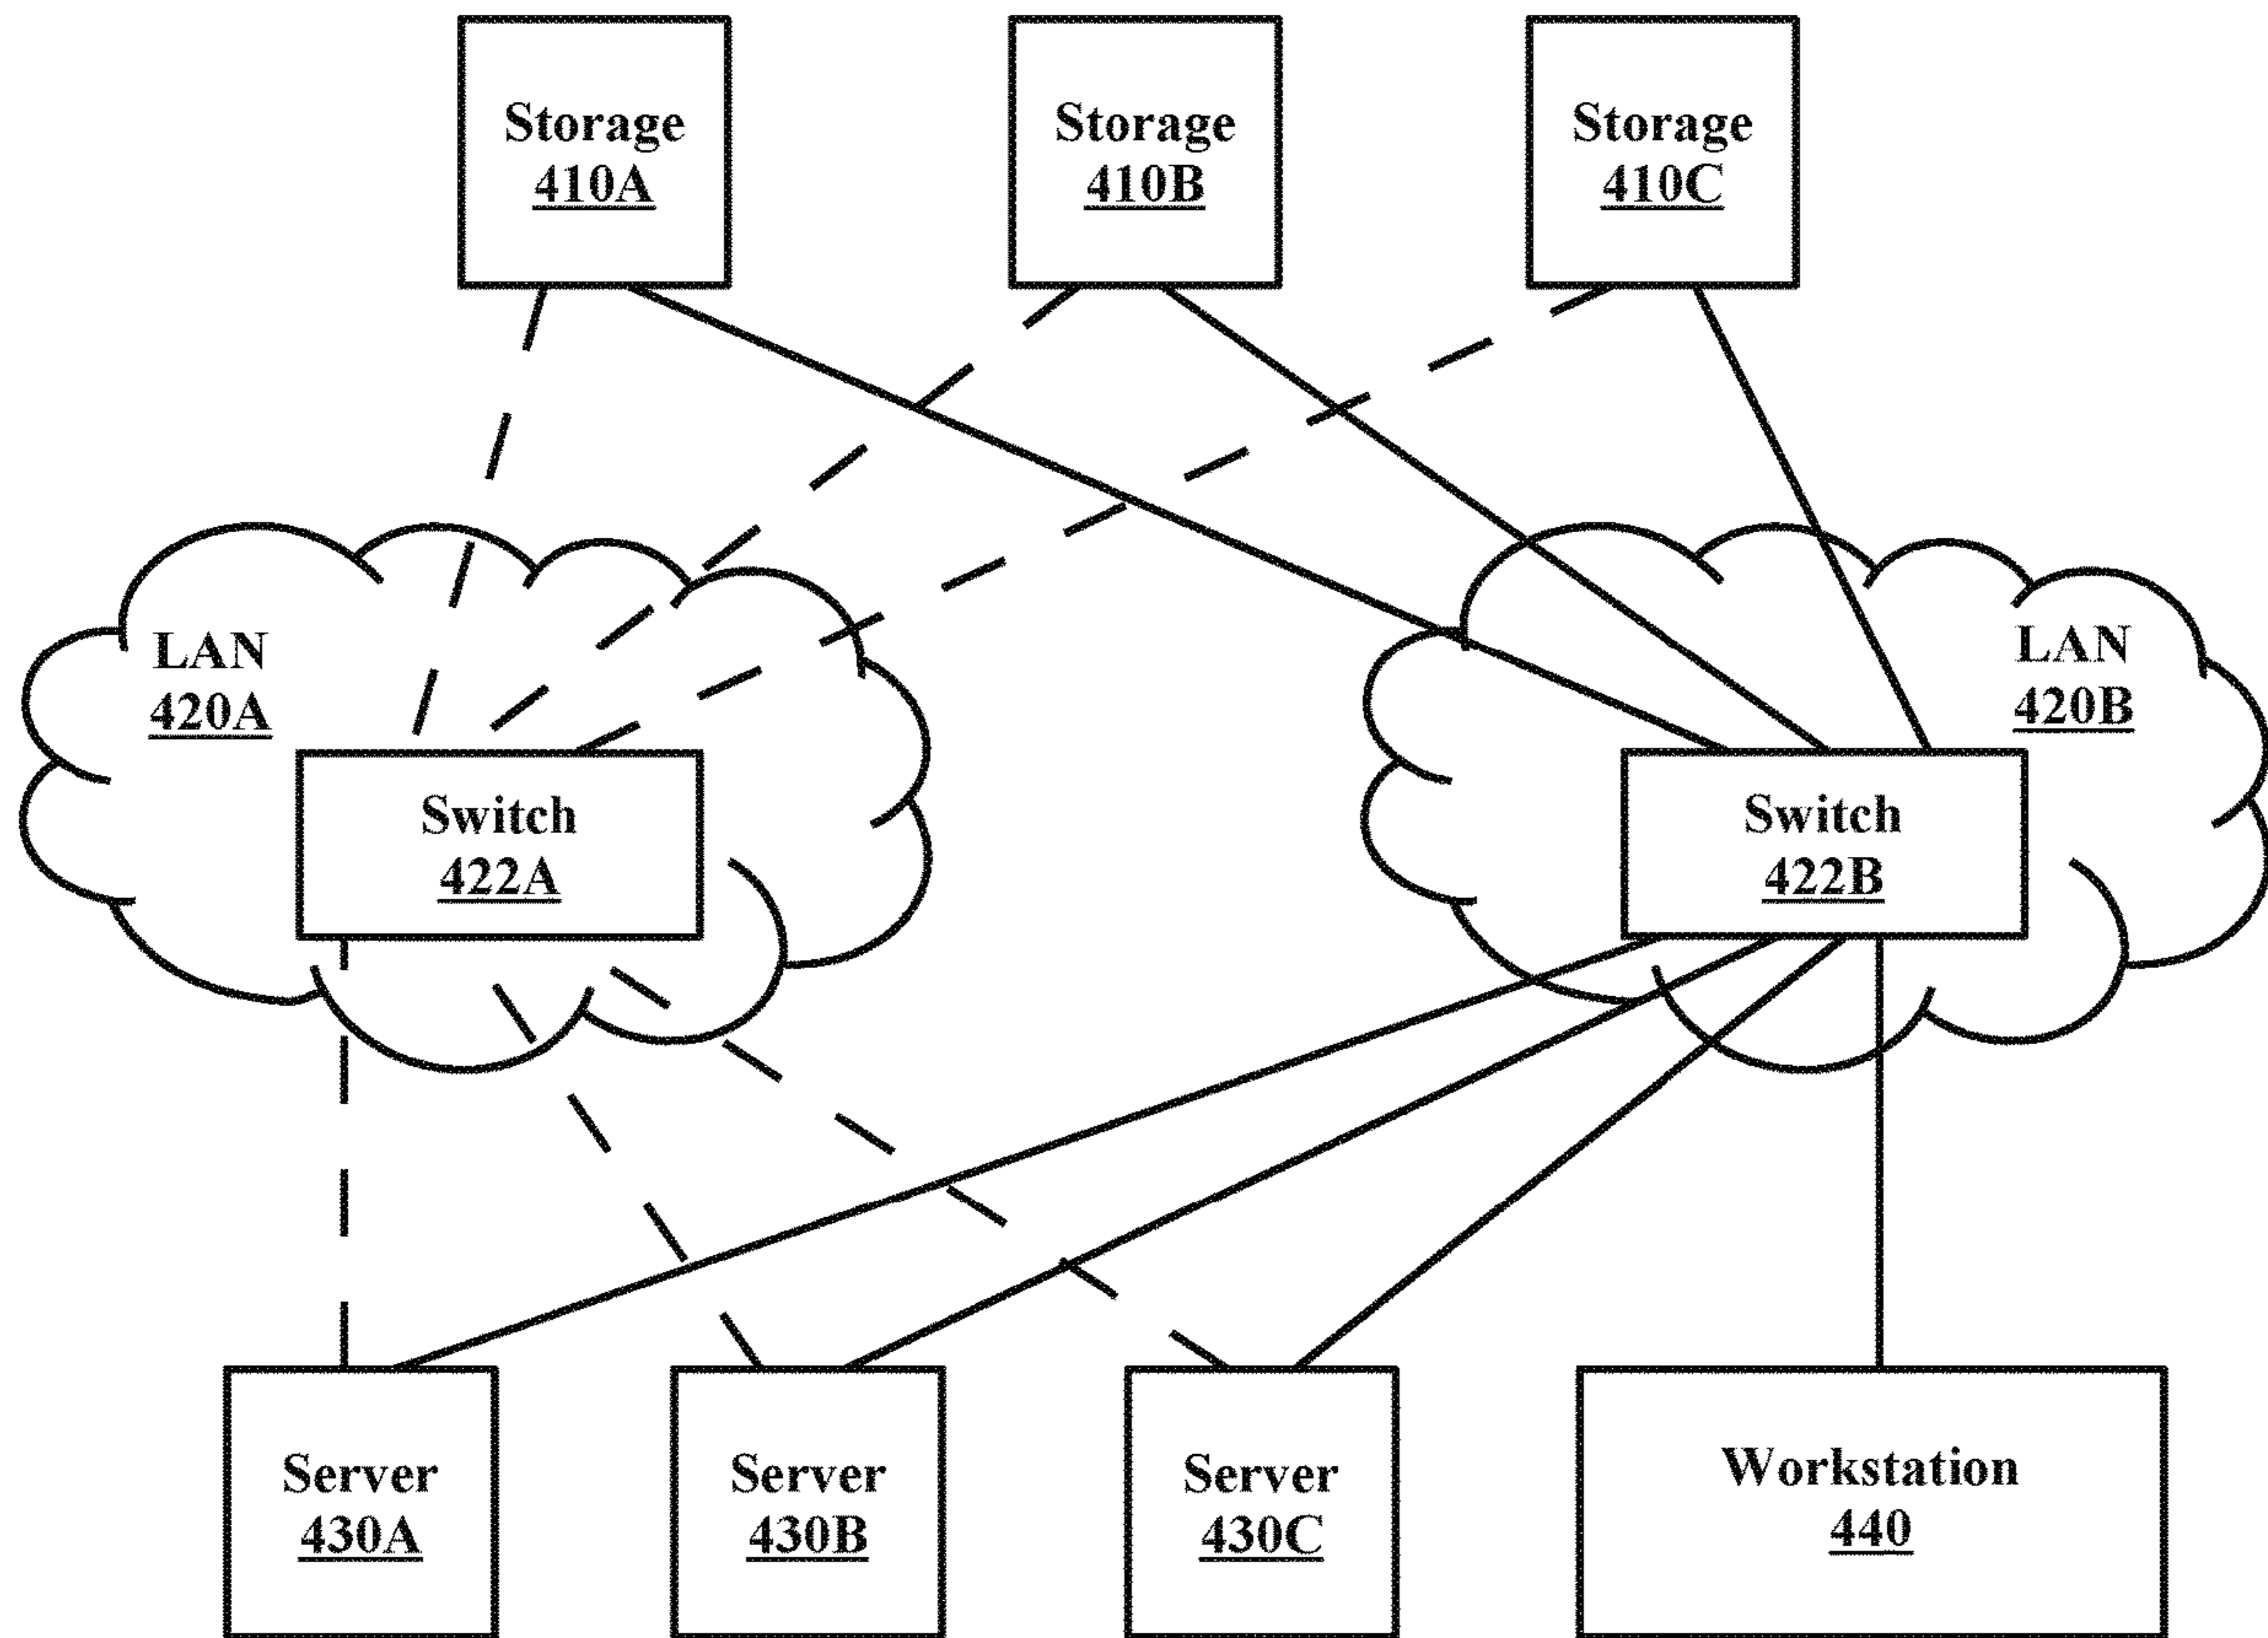 Storage
410A
Storage
410B
Storage
410C
LAN
420A
LAN
420B
Switch
422A
Switch
422B
Server
430A
Server
430B
Server
430C
Workstation
440